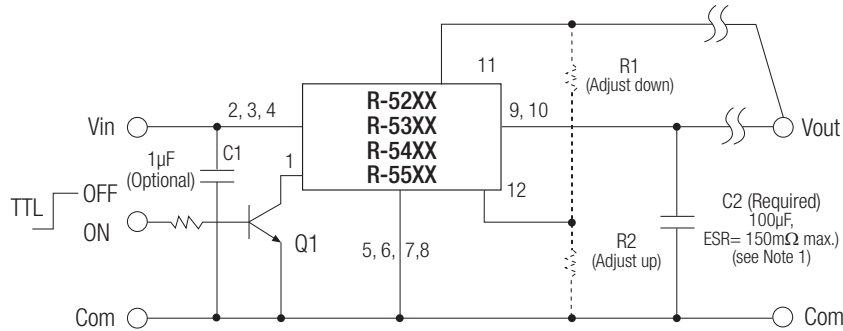 11
R1
(Adjust down)
R-52XX
R-53XX
R-54XX
R-55XX
2, 3, 4
9, 10
Vin
Vout
1µF
(Optional)
C1
1
12
TTL
OFF
ON
Q1
5, 6, 7,8
R2
(Adjust up)
C2 (Required)
100µF,
ESR= 150mΩ max.)
(see Note 1)
Com
Com